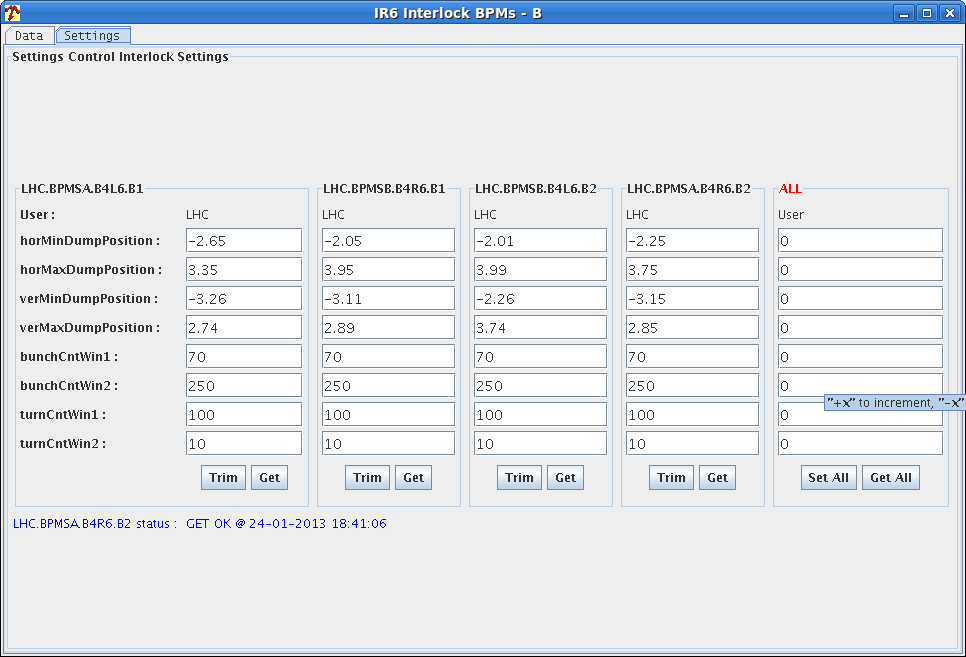 IR6 Interlock BPMs - B
Data Settings
Settings Control Interlock Settings
LHC.BPMSA.B4L6.B1 LHC.BPMSB.B4R6.B1 LHC.BPMSB.B4L6.B2 LHC.BPMSA.B4R6.B2 ALL
User : LHC LHC LHC LHC User
horMinDumpPosition : -2.65 -2.05 -2.01 -2.25 0
horMaxDumpPosition : 3.35 3.95 3.99 3.75 0
verMinDumpPosition : -3.26 -3.11 -2.26 -3.15 0
verMaxDumpPosition : 2.74 2.89 3.74 2.85 0
bunchCntWin1 : 70 70 70 70 0
bunchCntWin2 : 250 250 250 250 0
"+x" to increment, "-x"
turnCntWin1 : 100 100 100 100 0
turnCntWin2 : 10 10 10 10 0
Trim Get Trim Get Trim Get Trim Get Set All Get All
LHC.BPMSA.B4R6.B2 status : GET OK @ 24-01-2013 18:41:06